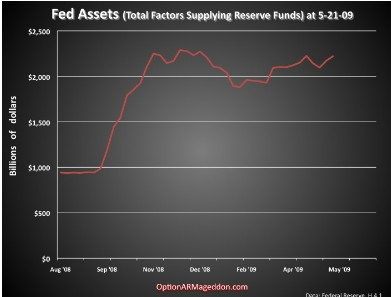 Fed Assets (Total Factors Supplying Reserve Funds) at 5-21-09
$2,500
$2,000
$1,500
$1,000
$500
$0
Billions of dollars
Aug '08
Sep '08
Nov '08
Dec '08
Feb '09
Apr '09
May '09
OptionARMageddon.com
Data: Federal Reserve, H.4.1